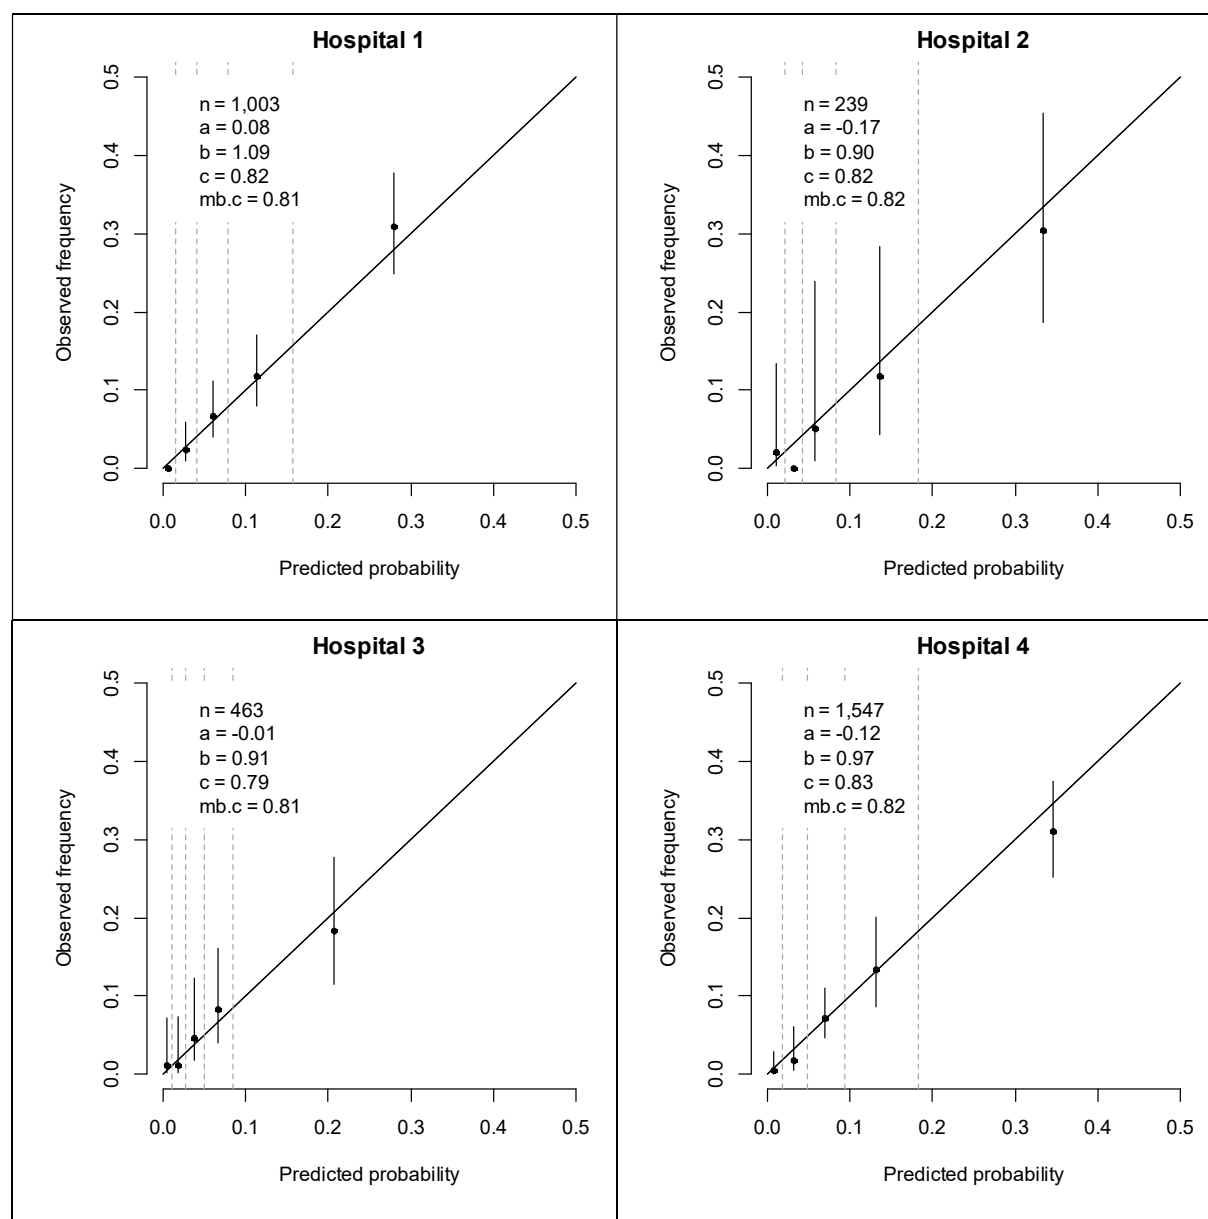 Hospital 1
n = 1,003
a = 0.08
b = 1.09
c = 0.82
mb.c = 0.81
Observed frequency
0.5
0.4
0.3
0.2
0.1
0.0
0.0 0.1 0.2 0.3 0.4 0.5
Predicted probability
Hospital 2
n = 239
a = -0.17
b = 0.90
c = 0.82
mb.c = 0.82
Observed frequency
0.5
0.4
0.3
0.2
0.1
0.0
0.0 0.1 0.2 0.3 0.4 0.5
Predicted probability
Hospital 3
n = 463
a = -0.01
b = 0.91
c = 0.79
mb.c = 0.81
Observed frequency
0.5
0.4
0.3
0.2
0.1
0.0
0.0 0.1 0.2 0.3 0.4 0.5
Predicted probability
Hospital 4
n = 1,547
a = -0.12
b = 0.97
c = 0.83
mb.c = 0.82
Observed frequency
0.5
0.4
0.3
0.2
0.1
0.0
0.0 0.1 0.2 0.3 0.4 0.5
Predicted probability